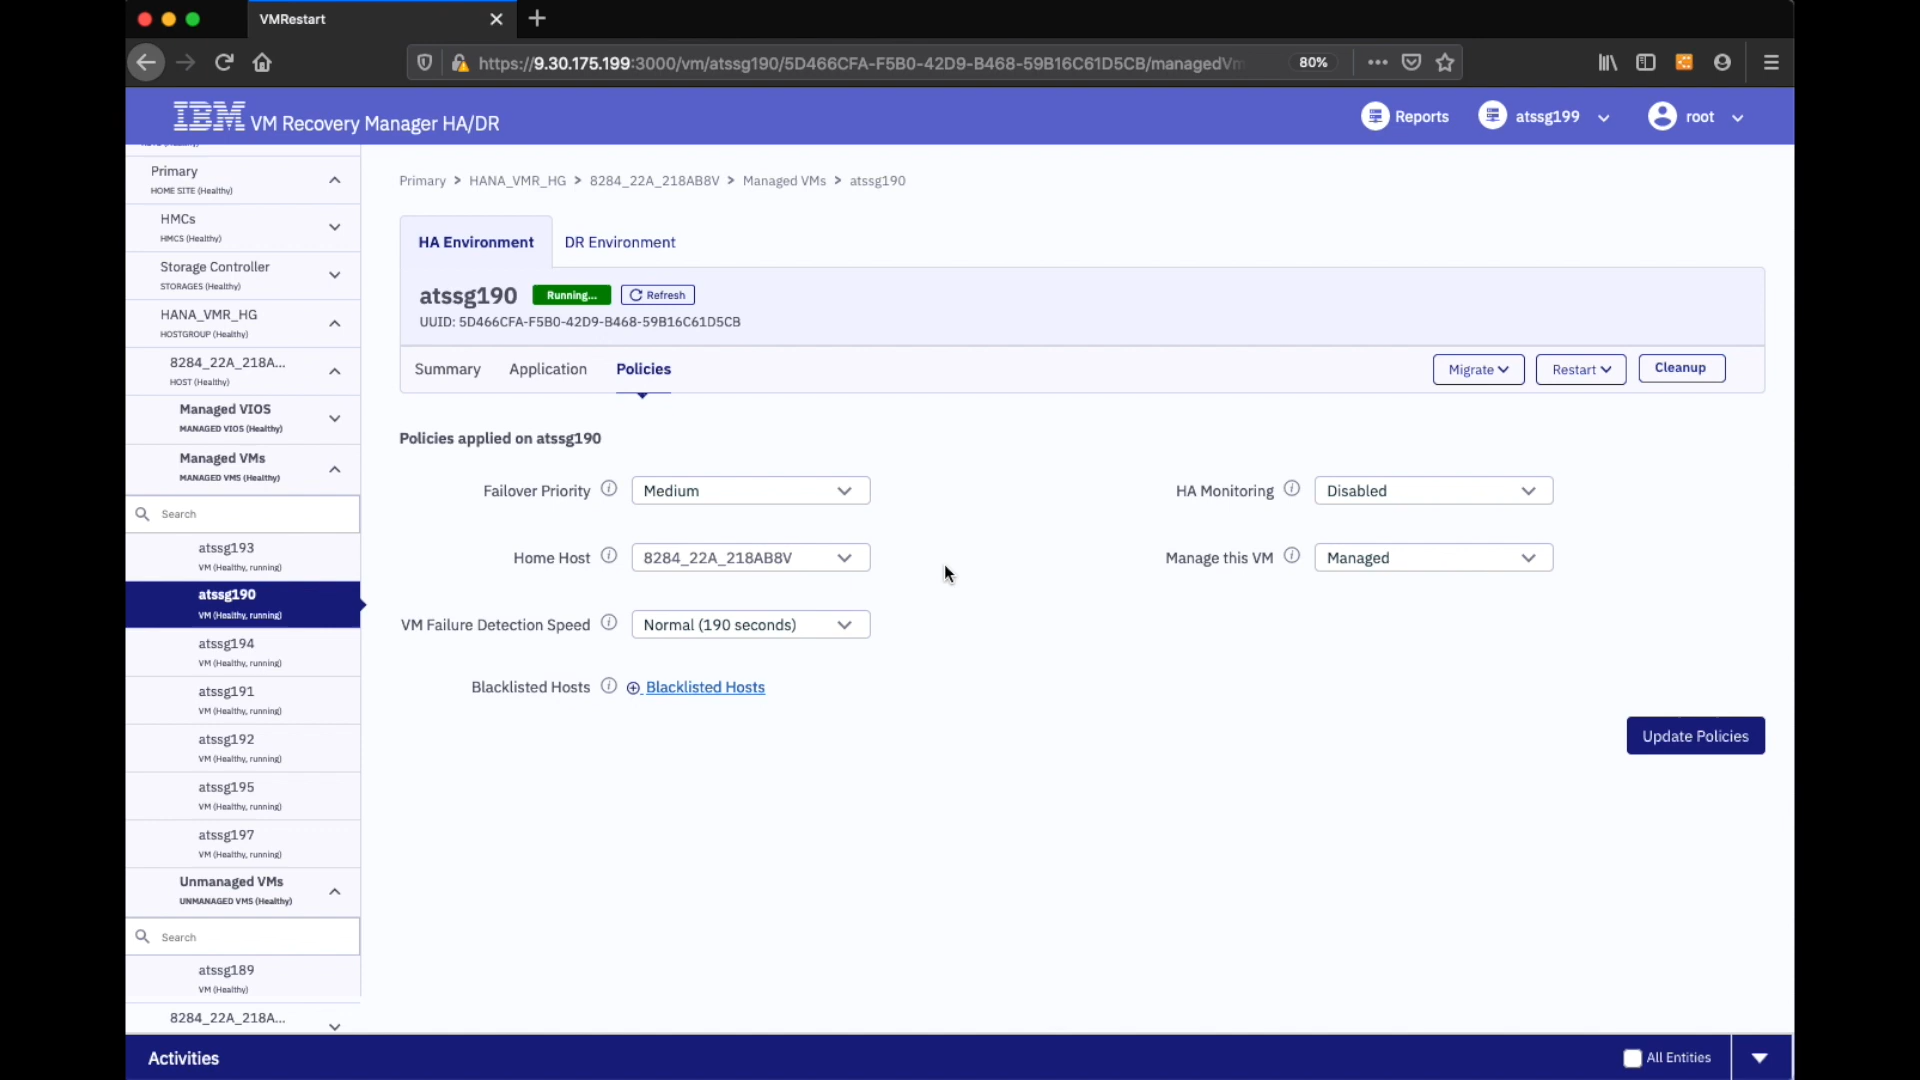 VMRestart
https://9.30.175.199:3000/vm/atssg190/5D466CFA-F5B0-42D9-B468-59B16C61D5CB/managedVm
80%
IBM VM Recovery Manager HA/DR
Reports
atssg199
root
Primary
HOME SITE (Healthy)
HMCs
HMCS (Healthy)
Storage Controller
STORAGES (Healthy)
HANA_VMR_HG
HOSTGROUP (Healthy)
8284_22A_218A...
HOST (Healthy)
Managed VIOS
MANAGED VIOS (Healthy)
Managed VMs
MANAGED VMS (Healthy)
Search
atssg193
VM (Healthy, running)
atssg190
VM (Healthy, running)
atssg194
VM (Healthy, running)
atssg191
VM (Healthy, running)
atssg192
VM (Healthy, running)
atssg195
VM (Healthy, running)
atssg197
VM (Healthy, running)
Unmanaged VMs
UNMANAGED VMS (Healthy)
Search
atssg189
VM (Healthy)
8284_22A_218A...
Primary > HANA_VMR_HG > 8284_22A_218AB8V > Managed VMs > atssg190
HA Environment DR Environment
atssg190 Running... Refresh
UUID: 5D466CFA-F5B0-42D9-B468-59B16C61D5CB
Summary Application Policies Migrate Restart Cleanup
Policies applied on atssg190
Failover Priority Medium
HA Monitoring Disabled
Home Host 8284_22A_218AB8V
Manage this VM Managed
VM Failure Detection Speed Normal (190 seconds)
Blacklisted Hosts Blacklisted Hosts
Update Policies
Activities
All Entities